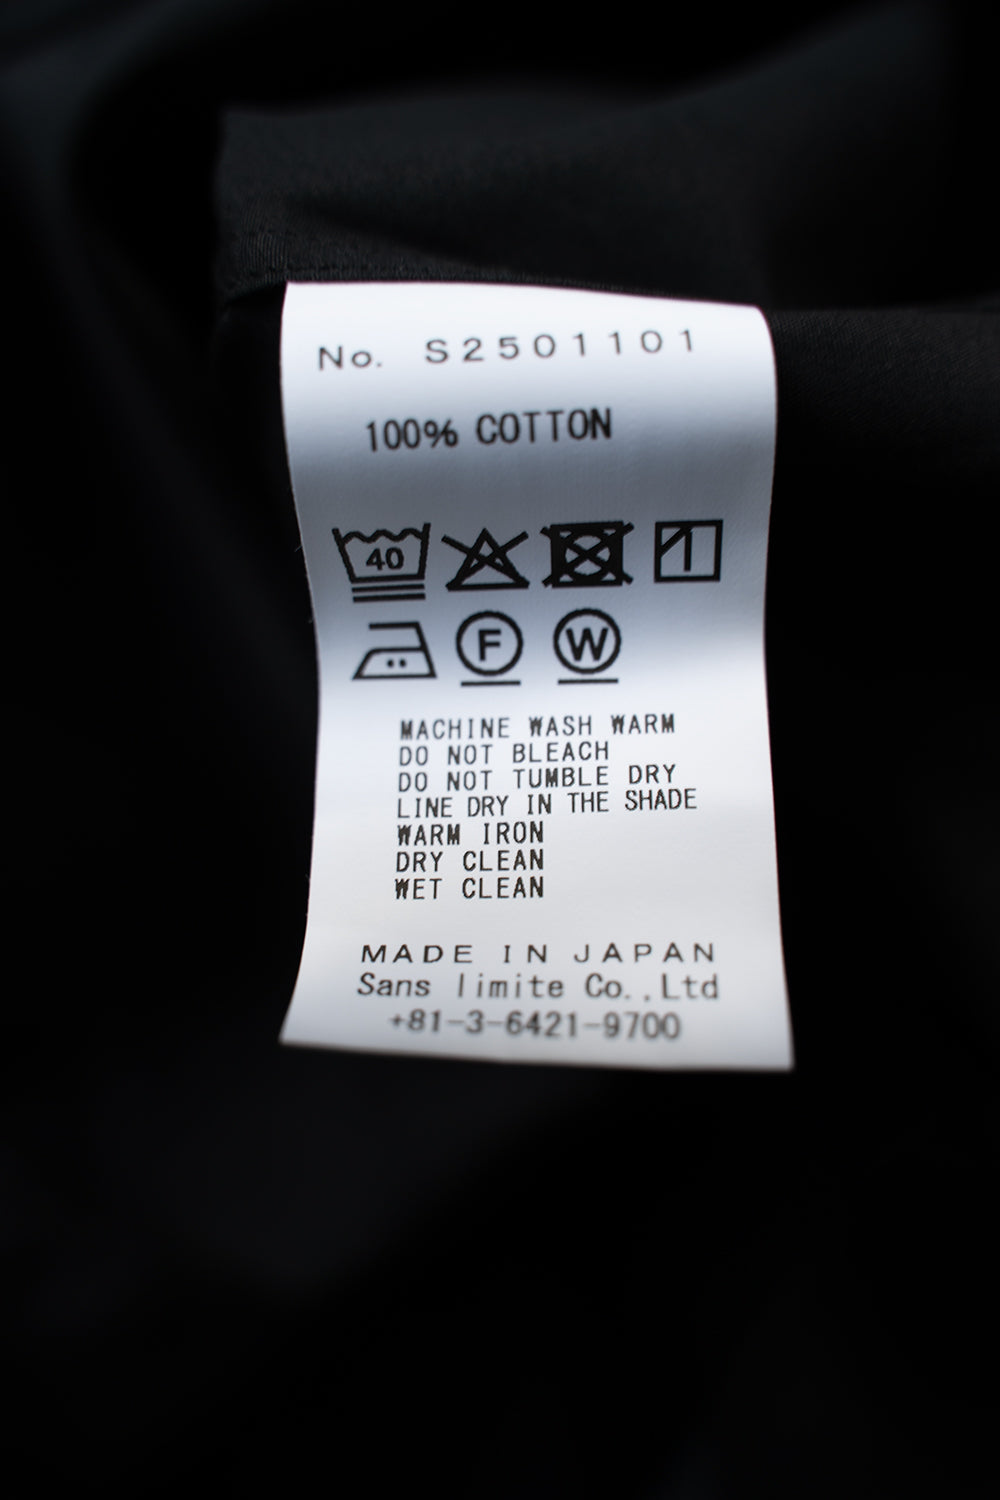 No. S2501101
100% COTTON
40
F W
MACHINE WASH WARM
DO NOT BLEACH
DO NOT TUMBLE DRY
LINE DRY IN THE SHADE
WARM IRON
DRY CLEAN
WET CLEAN
MADE IN JAPAN
Sans limite Co.,Ltd
+81-3-6421-9700